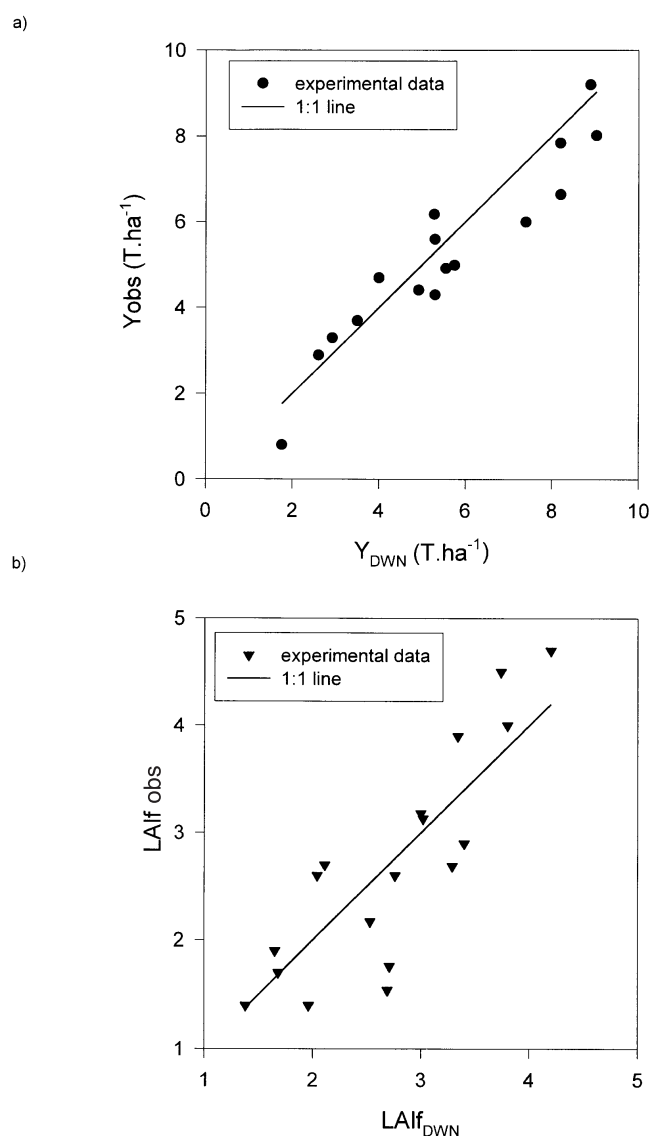 a)
10
experimental data
1:1 line
8
6
4
2
0
Yobs (T.ha⁻¹)
0 2 4 6 8 10
Y_DWN (T.ha⁻¹)
b)
5
experimental data
1:1 line
4
3
2
1
LAIf obs
1 2 3 4 5
LAIf_DWN